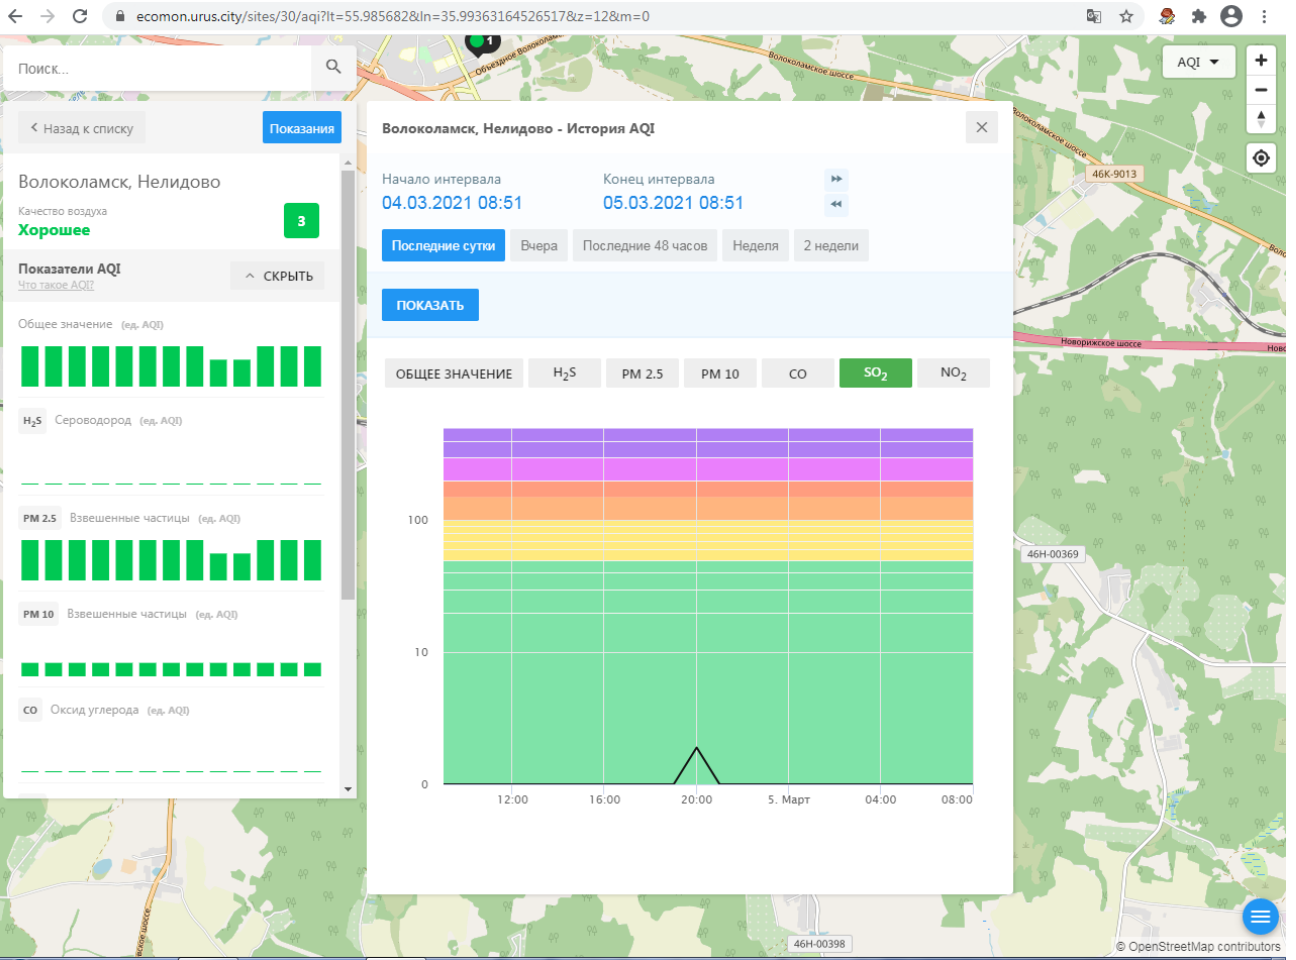 ecomon.urus.city/sites/30/aqi?lt=55.985682&ln=35.99363164526517&z=12&m=0
1
Объездное Волоколамск
Волоколамское шоссе
Поиск...
AQI
+
−
Назад к списку
Показания
Волоколамск, Нелидово - История AQI
Волоколамское шоссе
46К-9013
Волоколамск, Нелидово
Качество воздуха
Хорошее
3
Начало интервала
Конец интервала
04.03.2021 08:51
05.03.2021 08:51
Последние сутки
Вчера
Последние 48 часов
Неделя
2 недели
Показатели AQI
Что такое AQI?
СКРЫТЬ
ПОКАЗАТЬ
Общее значение (ед. AQI)
Новорижское шоссе
Ново
ОБЩЕЕ ЗНАЧЕНИЕ
H₂S
PM 2.5
PM 10
CO
SO₂
NO₂
H₂S Сероводород (ед. AQI)
PM 2.5 Взвешенные частицы (ед. AQI)
PM 10 Взвешенные частицы (ед. AQI)
CO Оксид углерода (ед. AQI)
100
10
0
12:00
16:00
20:00
5. Март
04:00
08:00
46Н-00369
46Н-00398
© OpenStreetMap contributors